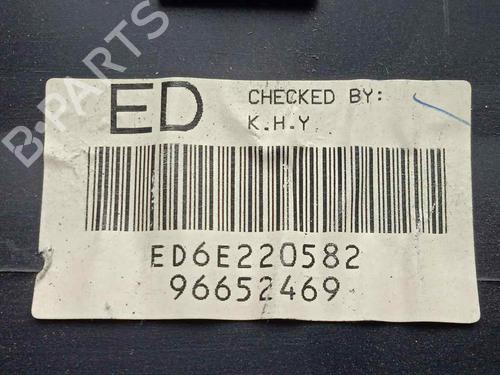 ED
CHECKED BY:
K.H.Y
ED6E220582
96652469
B-PARTS